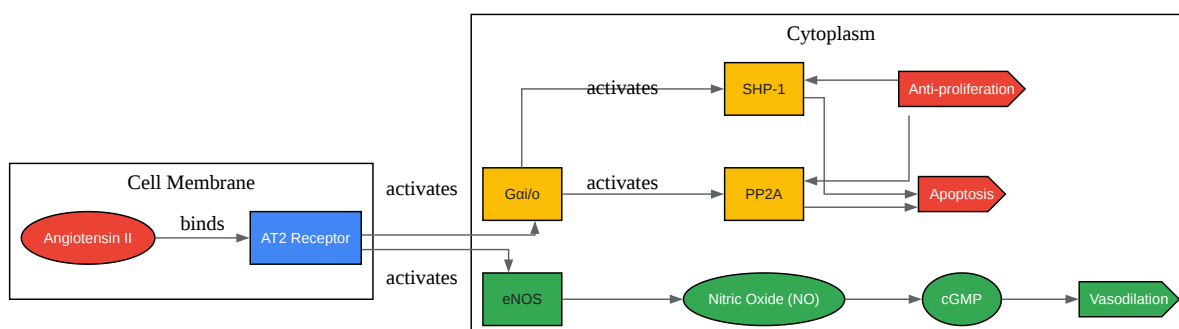 Cytoplasm
activates
SHP-1
Anti-proliferation
Cell Membrane
activates
Gαi/o
activates
PP2A
Apoptosis
Angiotensin II
binds
AT2 Receptor
activates
eNOS
Nitric Oxide (NO)
cGMP
Vasodilation